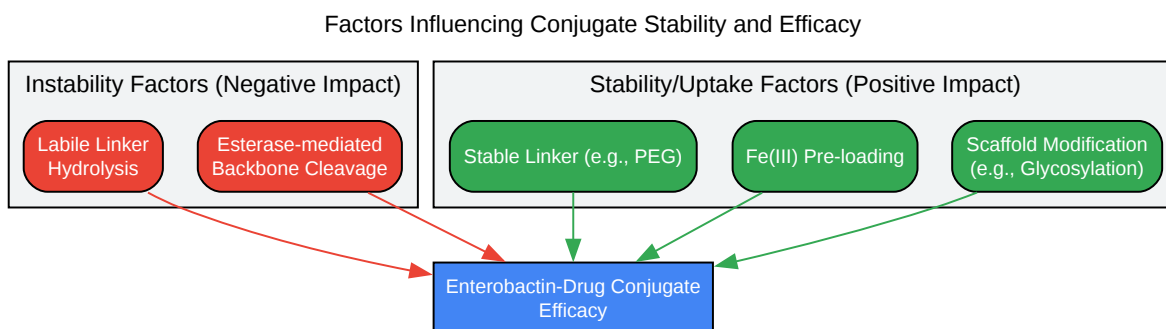 Factors Influencing Conjugate Stability and Efficacy
Instability Factors (Negative Impact)
Labile Linker
Hydrolysis
Esterase-mediated
Backbone Cleavage
Stability/Uptake Factors (Positive Impact)
Stable Linker (e.g., PEG)
Fe(III) Pre-loading
Scaffold Modification
(e.g., Glycosylation)
Enterobactin-Drug Conjugate
Efficacy